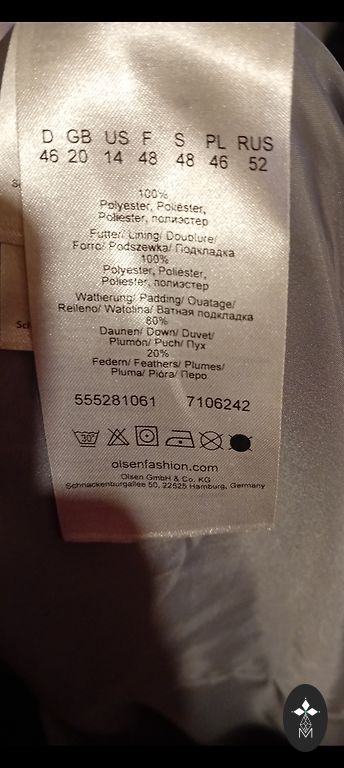 D GB US F S PL RUS
46 20 14 48 48 46 52
100%
Polyester, Poliéster,
Poliester, полиэстер
Futter/ Lining/ Doublure/
Forro/ Podszewka/ Подкладка
100%
Polyester, Poliéster,
Poliester, полиэстер
Wattierung/ Padding/ Ouatage/
Relleno/ Watolina/ Ватная подкладка
80%
Daunen/ Down/ Duvet/
Plumón/ Puch/ Пух
20%
Federn/ Feathers/ Plumes/
Pluma/ Pióra/ Перо
555281061 7106242
30°
olsenfashion.com
Olsen GmbH & Co. KG
Schnackenburgallee 50, 22525 Hamburg, Germany
M